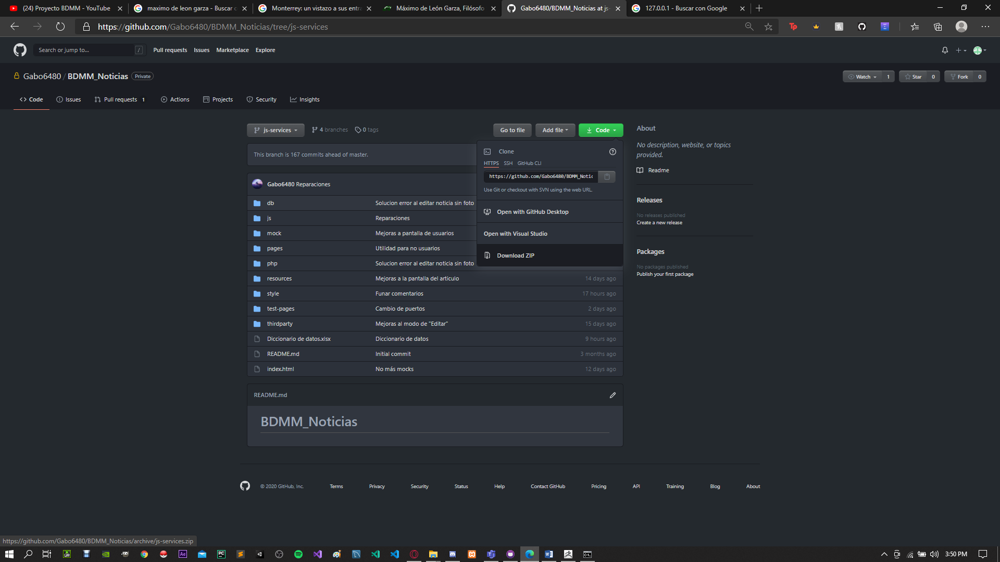 (24) Proyecto BDMM - YouTube
maximo de leon garza - Buscar c
Monterrey: un vistazo a sus entra
Máximo de León Garza, Filósofo
Gabo6480/BDMM_Noticias at js-
127.0.0.1 - Buscar con Google
https://github.com/Gabo6480/BDMM_Noticias/tree/js-services
Search or jump to... /
Pull requests Issues Marketplace Explore
Gabo6480 / BDMM_Noticias Private
Watch 1 Star 0 Fork 0
Code Issues Pull requests 1 Actions Projects Security Insights
js-services 4 branches 0 tags
Go to file Add file Code
About
No description, website, or topics
provided.
Readme
Releases
No releases published
Create a new release
Packages
No packages published
Publish your first package
This branch is 167 commits ahead of master.
Clone
HTTPS SSH GitHub CLI
https://github.com/Gabo6480/BDMM_Notic
Use Git or checkout with SVN using the web URL.
Open with GitHub Desktop
Open with Visual Studio
Download ZIP
Gabo6480 Reparaciones
db Solucion error al editar noticia sin foto
js Reparaciones
mock Mejoras a pantalla de usuarios
pages Utilidad para no usuarios
php Solucion error al editar noticia sin foto
resources Mejoras a la pantalla del articulo 14 days ago
style Funar comentarios 17 hours ago
test-pages Cambio de puertos 2 days ago
thirdparty Mejoras al modo de "Editar" 15 days ago
Diccionario de datos.xlsx Diccionario de datos 9 hours ago
README.md Initial commit 3 months ago
index.html No más mocks 12 days ago
README.md
BDMM_Noticias
© 2020 GitHub, Inc. Terms Privacy Security Status Help Contact GitHub Pricing API Training Blog About
https://github.com/Gabo6480/BDMM_Noticias/archive/js-services.zip
3:50 PM